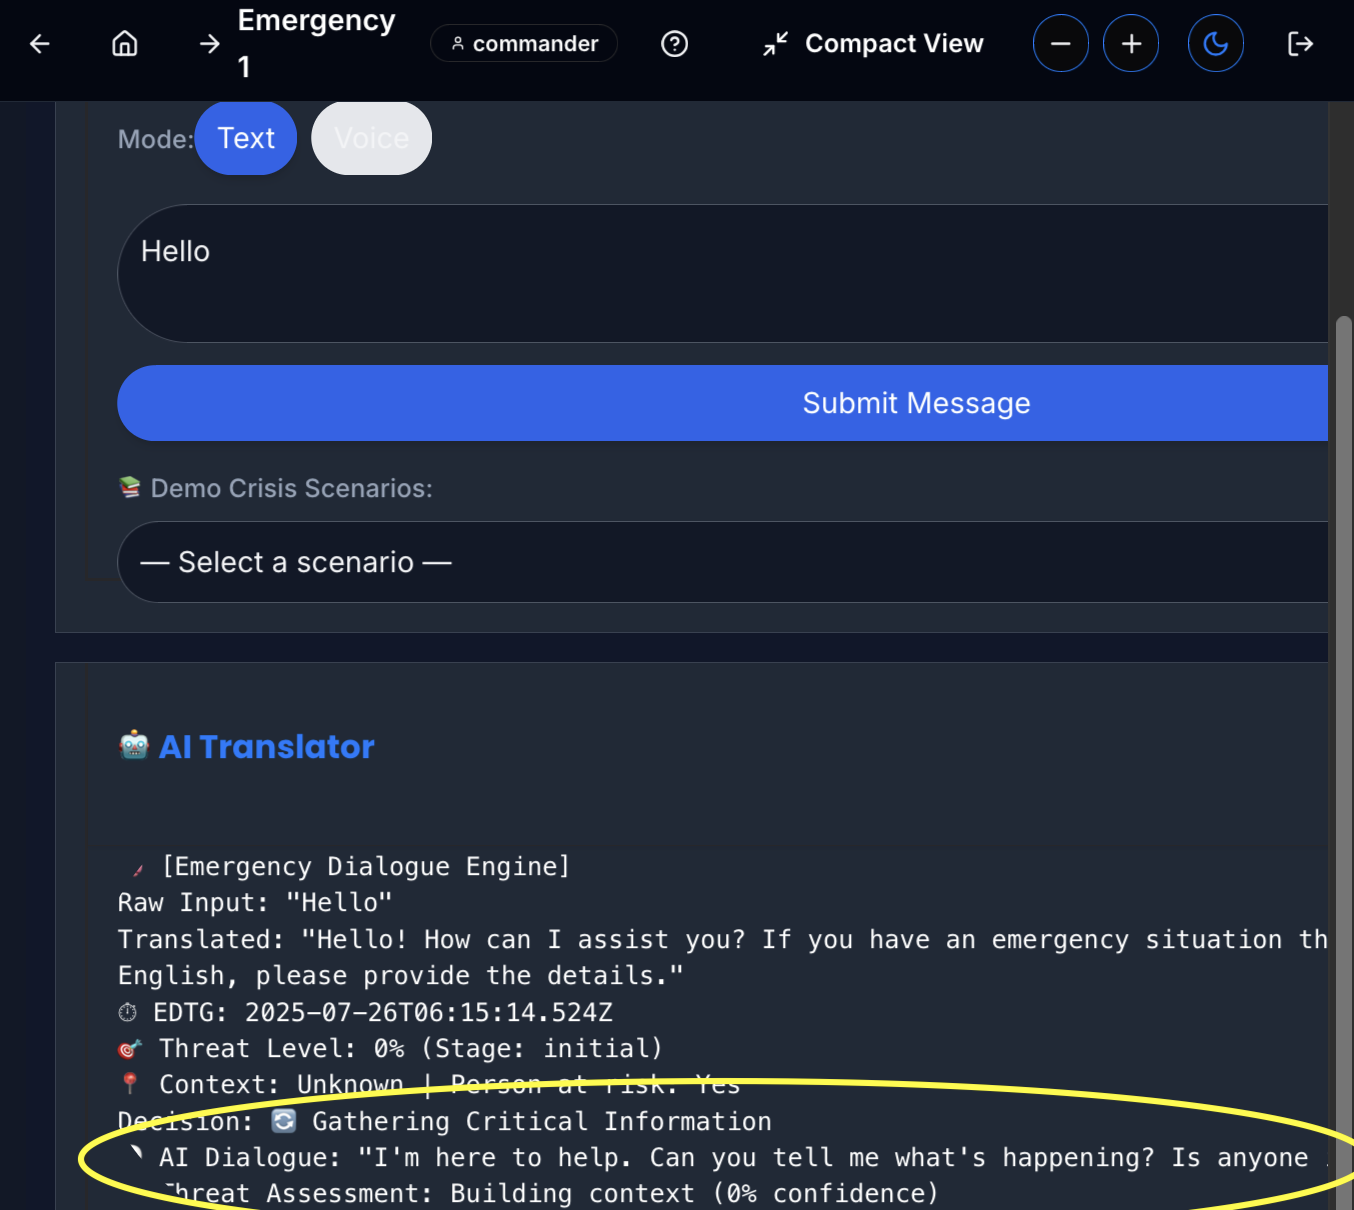 Emergency
1
commander
Compact View
Mode:
Text
Voice
Hello
Submit Message
Demo Crisis Scenarios:
— Select a scenario —
AI Translator
[Emergency Dialogue Engine]
Raw Input: "Hello"
Translated: "Hello! How can I assist you? If you have an emergency situation th
English, please provide the details."
EDTG: 2025-07-26T06:15:14.524Z
Threat Level: 0% (Stage: initial)
Context: Unknown | Person at risk: Yes
Decision: Gathering Critical Information
AI Dialogue: "I'm here to help. Can you tell me what's happening? Is anyone
Threat Assessment: Building context (0% confidence)